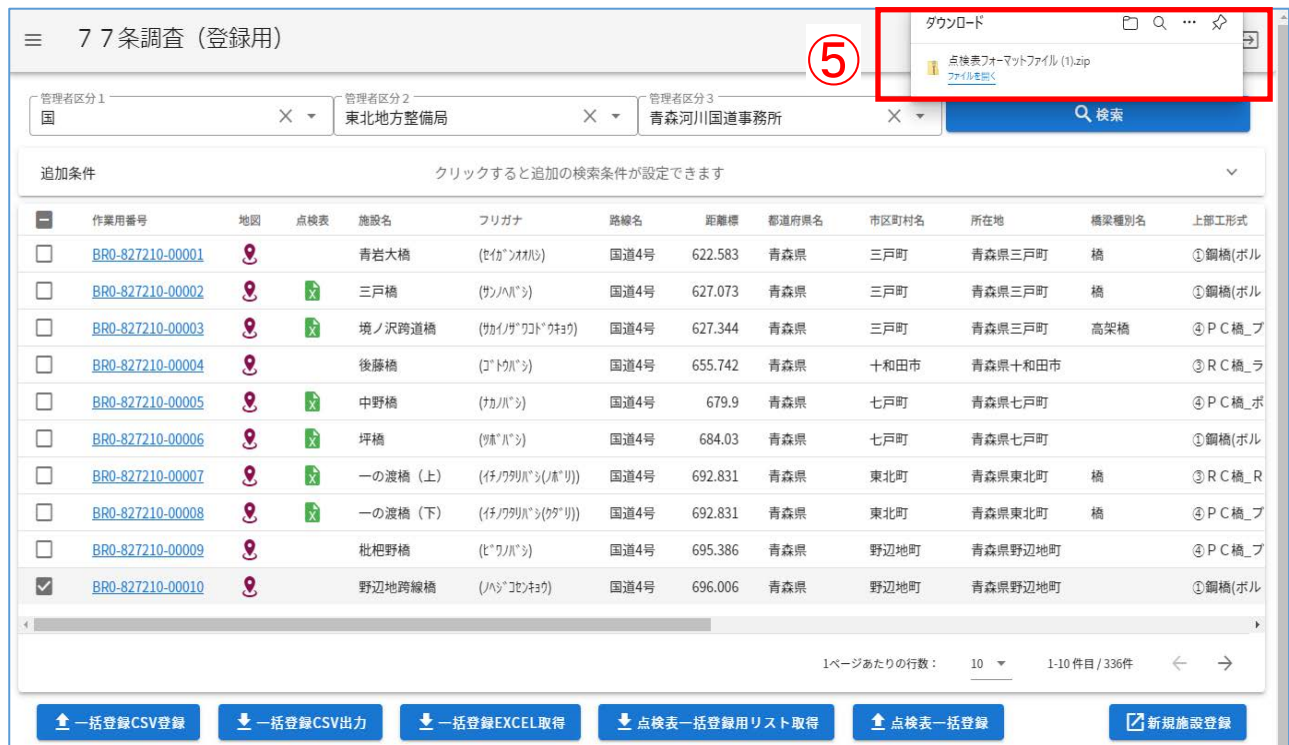 ７７条調査（登録用）
ダウンロード
点検表フォーマットファイル (1).zip
ファイルを開く
⑤
管理者区分１ 管理者区分２ 管理者区分３
国 東北地方整備局 青森河川国道事務所 検索
追加条件 クリックすると追加の検索条件が設定できます
作業用番号 地図 点検表 施設名 フリガナ 路線名 距離標 都道府県名 市区町村名 所在地 橋梁種別名 上部工形式
BR0-827210-00001 青岩大橋 (ｾｲｶﾞﾝｵｵﾊｼ) 国道4号 622.583 青森県 三戸町 青森県三戸町 橋 ①鋼橋(ボル
BR0-827210-00002 三戸橋 (ｻﾝﾉﾍﾊﾞｼ) 国道4号 627.073 青森県 三戸町 青森県三戸町 橋 ①鋼橋(ボル
BR0-827210-00003 境ノ沢跨道橋 (ｻｶｲﾉｻﾞﾜｺﾄﾞｳｷｮｳ) 国道4号 627.344 青森県 三戸町 青森県三戸町 高架橋 ④ＰＣ橋_プ
BR0-827210-00004 後藤橋 (ｺﾞﾄｳﾊﾞｼ) 国道4号 655.742 青森県 十和田市 青森県十和田市 ③ＲＣ橋_ラ
BR0-827210-00005 中野橋 (ﾅｶﾉﾊﾞｼ) 国道4号 679.9 青森県 七戸町 青森県七戸町 ④ＰＣ橋_ポ
BR0-827210-00006 坪橋 (ﾂﾎﾞﾊﾞｼ) 国道4号 684.03 青森県 七戸町 青森県七戸町 ①鋼橋(ボル
BR0-827210-00007 一の渡橋（上） (ｲﾁﾉﾜﾀﾘﾊﾞｼ(ﾉﾎﾞﾘ)) 国道4号 692.831 青森県 東北町 青森県東北町 橋 ③ＲＣ橋_Ｒ
BR0-827210-00008 一の渡橋（下） (ｲﾁﾉﾜﾀﾘﾊﾞｼ(ｸﾀﾞﾘ)) 国道4号 692.831 青森県 東北町 青森県東北町 橋 ④ＰＣ橋_プ
BR0-827210-00009 枇杷野橋 (ﾋﾞﾜﾉﾊﾞｼ) 国道4号 695.386 青森県 野辺地町 青森県野辺地町 ④ＰＣ橋_プ
BR0-827210-00010 野辺地跨線橋 (ﾉﾍｼﾞｺｾﾝｷｮｳ) 国道4号 696.006 青森県 野辺地町 青森県野辺地町 ①鋼橋(ボル
1ページあたりの行数： 10 1-10 件目 / 336件
一括登録CSV登録 一括登録CSV出力 一括登録EXCEL取得 点検表一括登録用リスト取得 点検表一括登録 新規施設登録